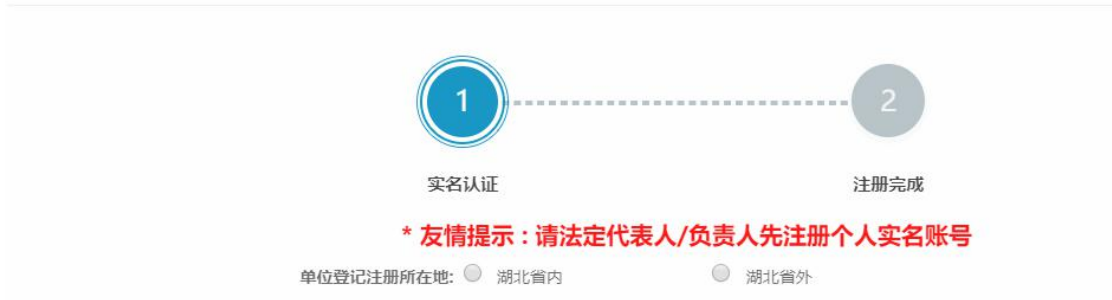 1 2
实名认证 注册完成
* 友情提示：请法定代表人/负责人先注册个人实名账号
单位登记注册所在地: 湖北省内 湖北省外